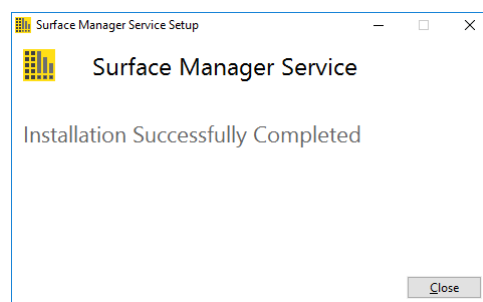 Surface Manager Service Setup
Surface Manager Service
Installation Successfully Completed
Close